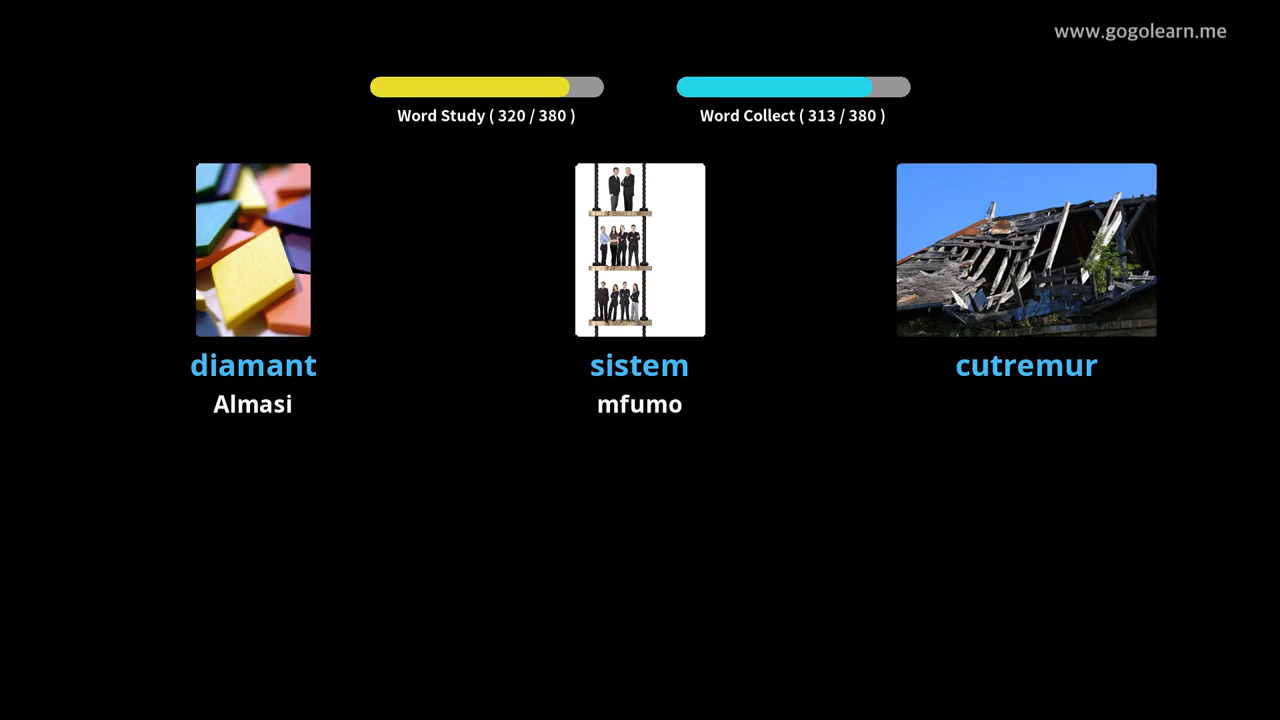 www.gogolearn.me
Word Study ( 320 / 380 )
Word Collect ( 313 / 380 )
diamant
Almasi
sistem
mfumo
cutremur